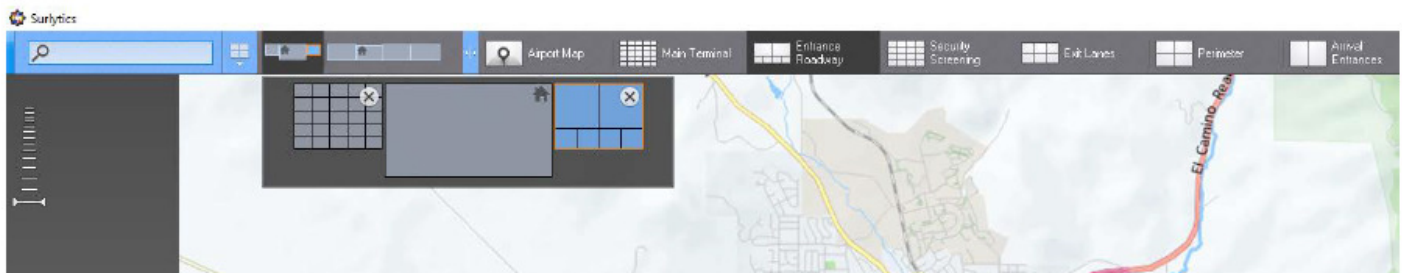 Surlytics
Airport Map
Main Terminal
Entrance
Roadway
Security
Screening
Exit Lanes
Perimeter
Arrival
Entrances
El Camino Real